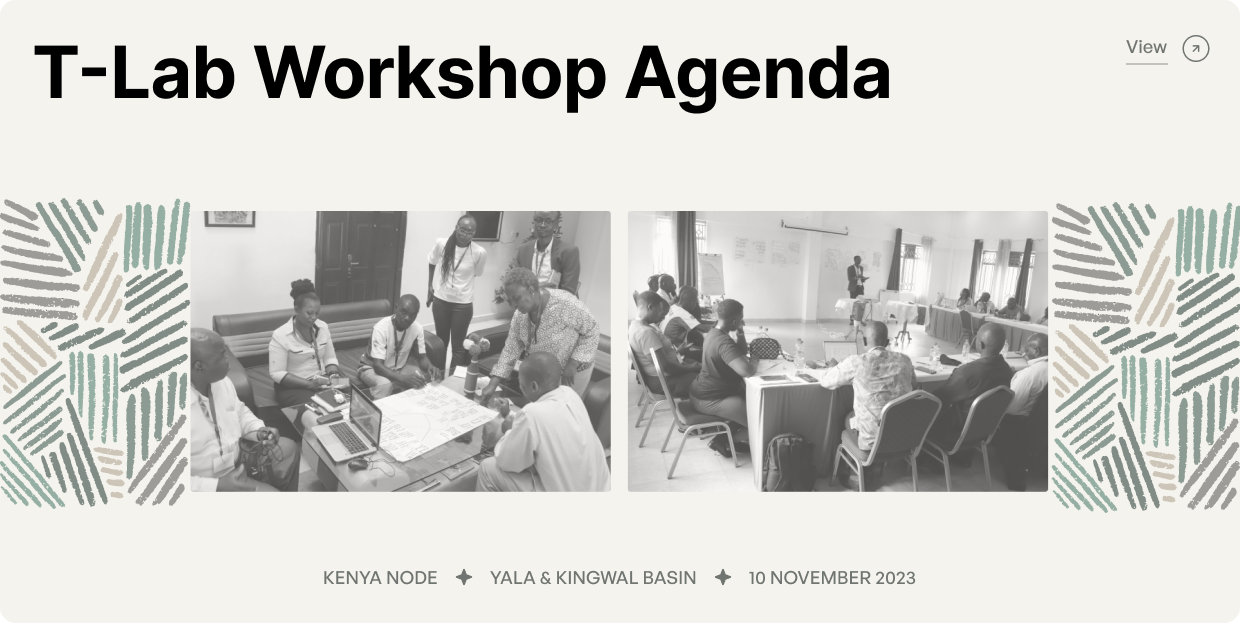 T-Lab Workshop Agenda
View
KENYA NODE ✦ YALA & KINGWAL BASIN ✦ 10 NOVEMBER 2023